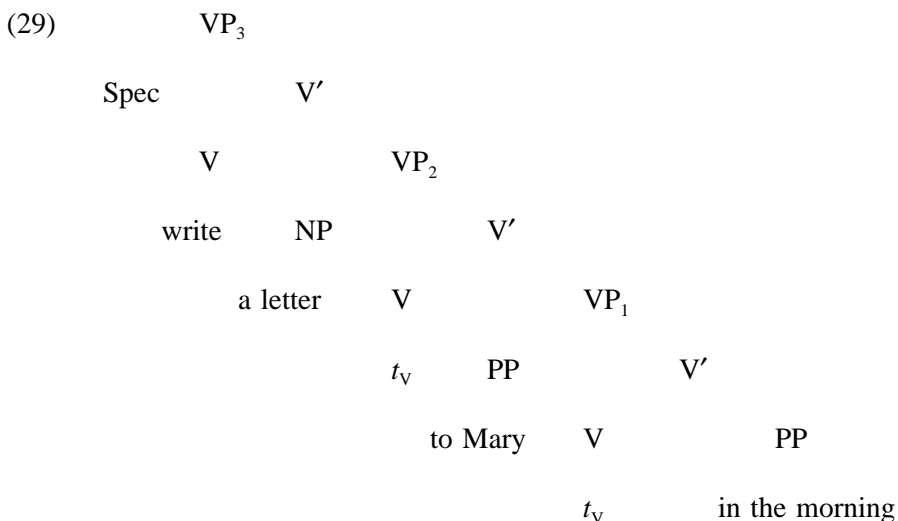 (29) VP₃
Spec V′
V VP₂
write NP V′
a letter V VP₁
tV PP V′
to Mary V PP
tV in the morning